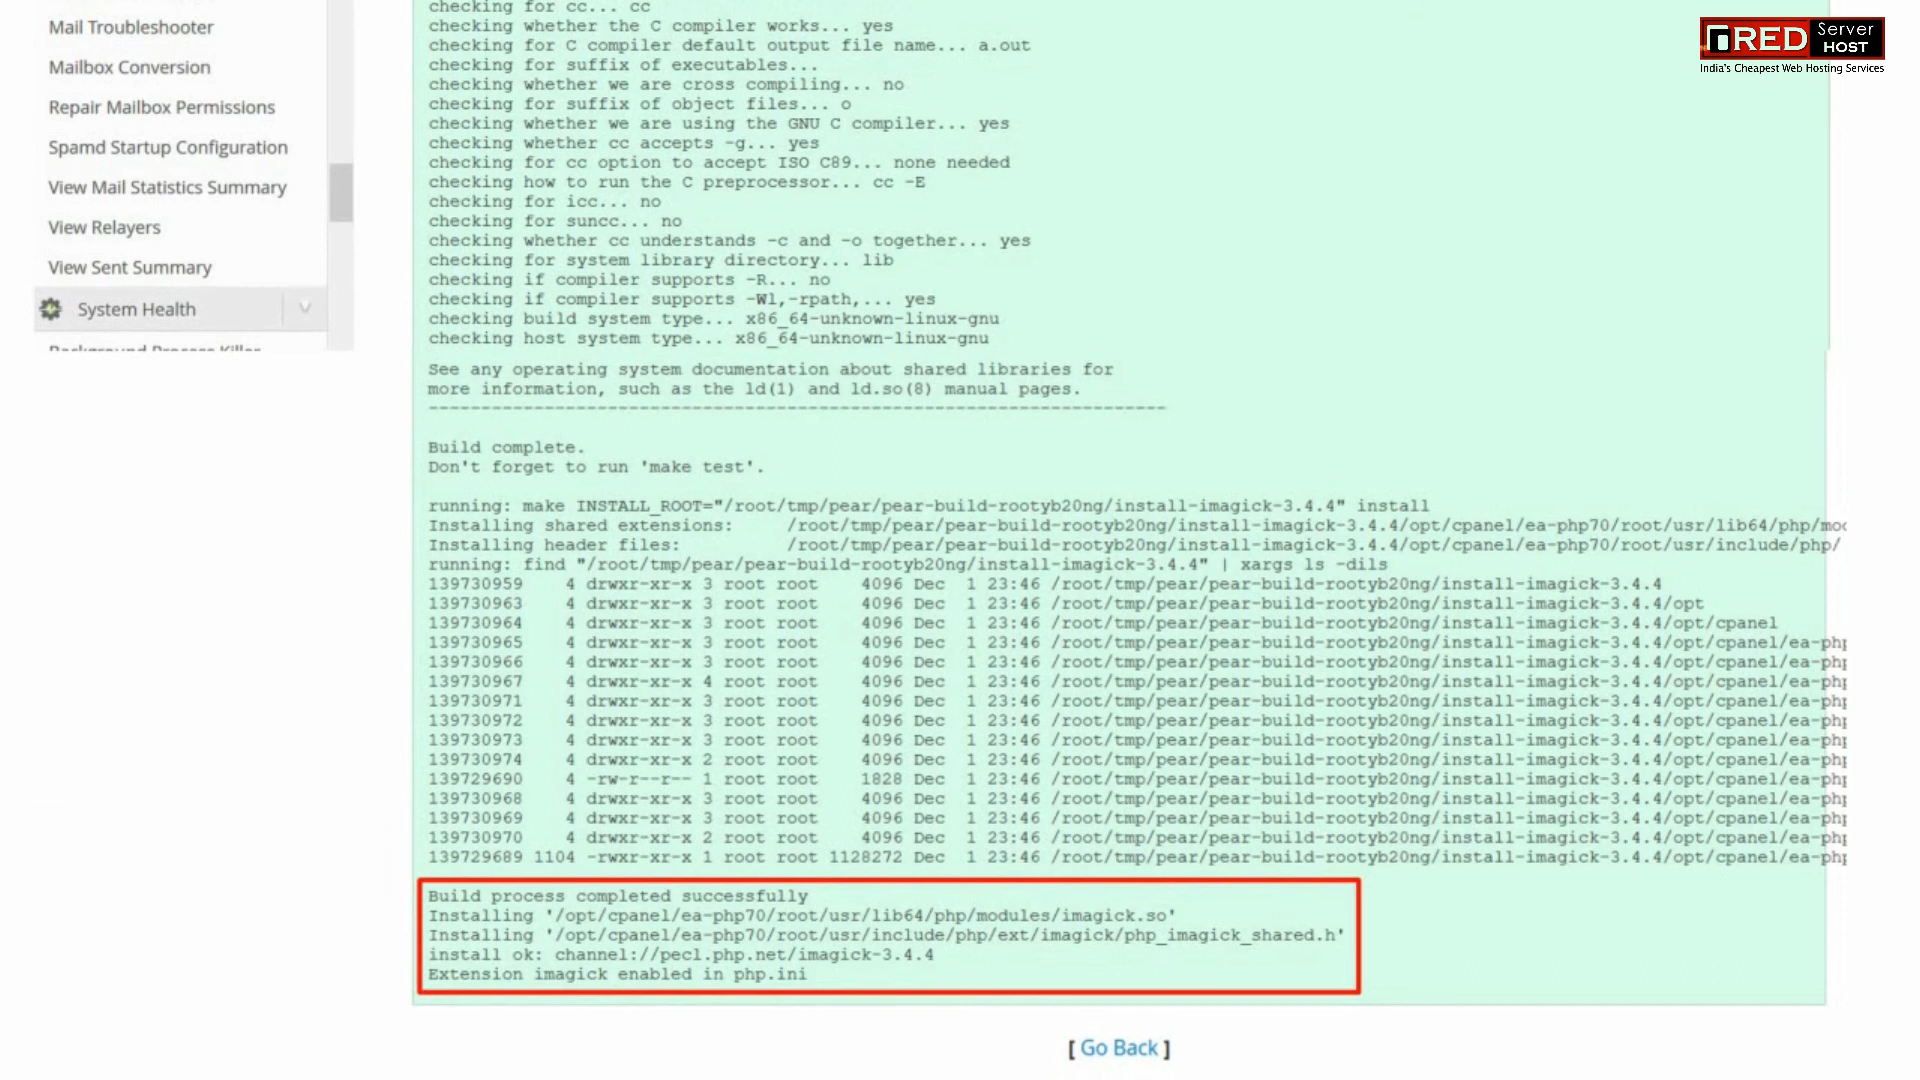 Mail Troubleshooter
Mailbox Conversion
Repair Mailbox Permissions
Spamd Startup Configuration
View Mail Statistics Summary
View Relayers
View Sent Summary
System Health
Background Process Killer
checking for cc... cc
checking whether the C compiler works... yes
checking for C compiler default output file name... a.out
checking for suffix of executables...
checking whether we are cross compiling... no
checking for suffix of object files... o
checking whether we are using the GNU C compiler... yes
checking whether cc accepts -g... yes
checking for cc option to accept ISO C89... none needed
checking how to run the C preprocessor... cc -E
checking for icc... no
checking for suncc... no
checking whether cc understands -c and -o together... yes
checking for system library directory... lib
checking if compiler supports -R... no
checking if compiler supports -Wl,-rpath,... yes
checking build system type... x86_64-unknown-linux-gnu
checking host system type... x86_64-unknown-linux-gnu
See any operating system documentation about shared libraries for
more information, such as the ld(1) and ld.so(8) manual pages.
----------------------------------------------------------------------
Build complete.
Don't forget to run 'make test'.
running: make INSTALL_ROOT="/root/tmp/pear/pear-build-rootyb20ng/install-imagick-3.4.4" install
Installing shared extensions: /root/tmp/pear/pear-build-rootyb20ng/install-imagick-3.4.4/opt/cpanel/ea-php70/root/usr/lib64/php/mo
Installing header files: /root/tmp/pear/pear-build-rootyb20ng/install-imagick-3.4.4/opt/cpanel/ea-php70/root/usr/include/php/
running: find "/root/tmp/pear/pear-build-rootyb20ng/install-imagick-3.4.4" | xargs ls -dils
139730959 4 drwxr-xr-x 3 root root 4096 Dec 1 23:46 /root/tmp/pear/pear-build-rootyb20ng/install-imagick-3.4.4
139730963 4 drwxr-xr-x 3 root root 4096 Dec 1 23:46 /root/tmp/pear/pear-build-rootyb20ng/install-imagick-3.4.4/opt
139730964 4 drwxr-xr-x 3 root root 4096 Dec 1 23:46 /root/tmp/pear/pear-build-rootyb20ng/install-imagick-3.4.4/opt/cpanel
139730965 4 drwxr-xr-x 3 root root 4096 Dec 1 23:46 /root/tmp/pear/pear-build-rootyb20ng/install-imagick-3.4.4/opt/cpanel/ea-php
139730966 4 drwxr-xr-x 3 root root 4096 Dec 1 23:46 /root/tmp/pear/pear-build-rootyb20ng/install-imagick-3.4.4/opt/cpanel/ea-php
139730967 4 drwxr-xr-x 4 root root 4096 Dec 1 23:46 /root/tmp/pear/pear-build-rootyb20ng/install-imagick-3.4.4/opt/cpanel/ea-php
139730971 4 drwxr-xr-x 3 root root 4096 Dec 1 23:46 /root/tmp/pear/pear-build-rootyb20ng/install-imagick-3.4.4/opt/cpanel/ea-php
139730972 4 drwxr-xr-x 3 root root 4096 Dec 1 23:46 /root/tmp/pear/pear-build-rootyb20ng/install-imagick-3.4.4/opt/cpanel/ea-php
139730973 4 drwxr-xr-x 3 root root 4096 Dec 1 23:46 /root/tmp/pear/pear-build-rootyb20ng/install-imagick-3.4.4/opt/cpanel/ea-php
139730974 4 drwxr-xr-x 2 root root 4096 Dec 1 23:46 /root/tmp/pear/pear-build-rootyb20ng/install-imagick-3.4.4/opt/cpanel/ea-php
139729690 4 -rw-r--r-- 1 root root 1828 Dec 1 23:46 /root/tmp/pear/pear-build-rootyb20ng/install-imagick-3.4.4/opt/cpanel/ea-php
139730968 4 drwxr-xr-x 3 root root 4096 Dec 1 23:46 /root/tmp/pear/pear-build-rootyb20ng/install-imagick-3.4.4/opt/cpanel/ea-php
139730969 4 drwxr-xr-x 3 root root 4096 Dec 1 23:46 /root/tmp/pear/pear-build-rootyb20ng/install-imagick-3.4.4/opt/cpanel/ea-php
139730970 4 drwxr-xr-x 2 root root 4096 Dec 1 23:46 /root/tmp/pear/pear-build-rootyb20ng/install-imagick-3.4.4/opt/cpanel/ea-php
139729689 1104 -rwxr-xr-x 1 root root 1128272 Dec 1 23:46 /root/tmp/pear/pear-build-rootyb20ng/install-imagick-3.4.4/opt/cpanel/ea-php
Build process completed successfully
Installing '/opt/cpanel/ea-php70/root/usr/lib64/php/modules/imagick.so'
Installing '/opt/cpanel/ea-php70/root/usr/include/php/ext/imagick/php_imagick_shared.h'
install ok: channel://pecl.php.net/imagick-3.4.4
Extension imagick enabled in php.ini
[ Go Back ]
RED Server HOST
India's Cheapest Web Hosting Services